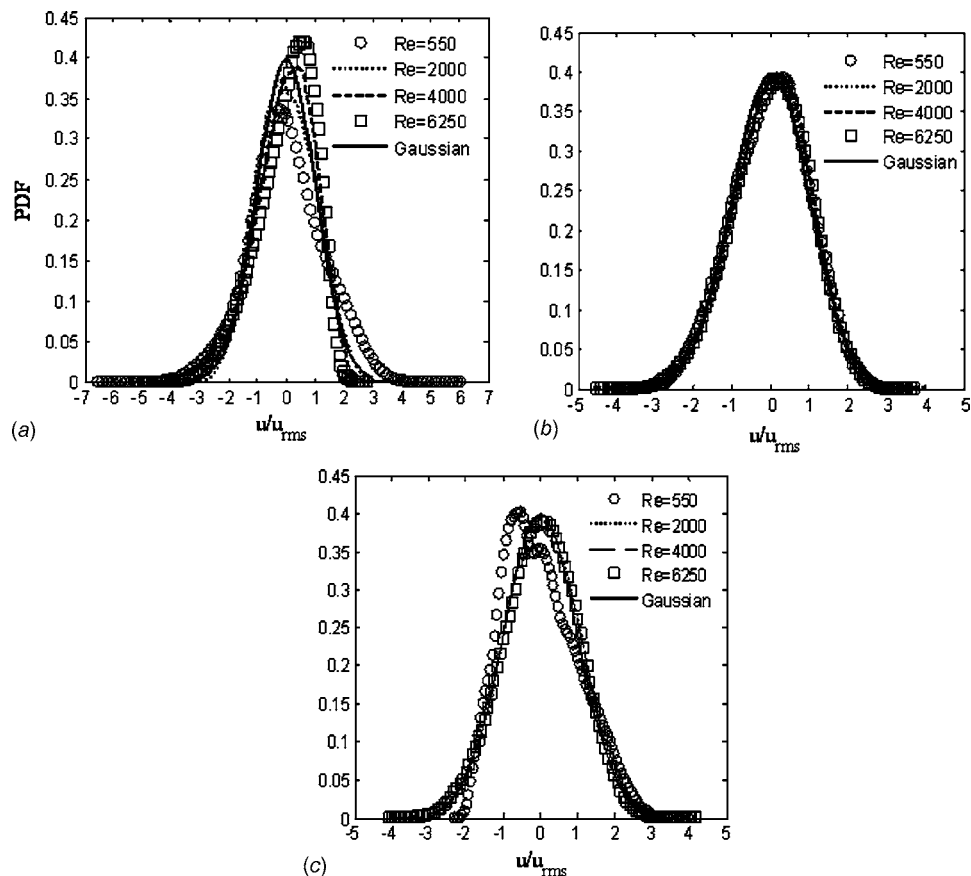 0.45
0.4
0.35
0.3
0.25
0.2
0.15
0.1
0.05
0
PDF
Re=550
Re=2000
Re=4000
Re=6250
Gaussian
-7 -6 -5 -4 -3 -2 -1 0 1 2 3 4 5 6 7
u/u_rms
(a)
0.45
0.4
0.35
0.3
0.25
0.2
0.15
0.1
0.05
0
Re=550
Re=2000
Re=4000
Re=6250
Gaussian
-5 -4 -3 -2 -1 0 1 2 3 4 5
u/u_rms
(b)
0.45
0.4
0.35
0.3
0.25
0.2
0.15
0.1
0.05
0
Re=550
Re=2000
Re=4000
Re=6250
Gaussian
-5 -4 -3 -2 -1 0 1 2 3 4 5
u/u_rms
(c)